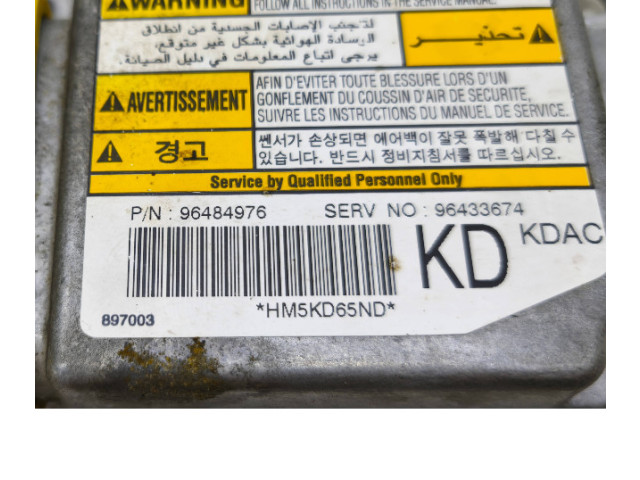 WARNING
FOLLOW ALL INSTRUCTIONS IN THE SERVICE MANUAL.
تحذير
لتجنب الإصابات الجسدية من انطلاق
الوسادة الهوائية بشكل غير متوقع،
يرجى اتباع المعلومات في دليل الصيانة.
AVERTISSEMENT
AFIN D'EVITER TOUTE BLESSURE LORS D'UN
GONFLEMENT DU COUSSIN D'AIR DE SECURITE,
SUIVRE LES INSTRUCTIONS DU MANUEL DE SERVICE.
경고
쎈서가 손상되면 에어백이 잘못 폭발해 다칠 수
있습니다. 반드시 정비지침서를 따르십시오.
Service by Qualified Personnel Only
P/N : 96484976 SERV NO : 96433674
KD KDAC
*HM5KD65ND*
897003